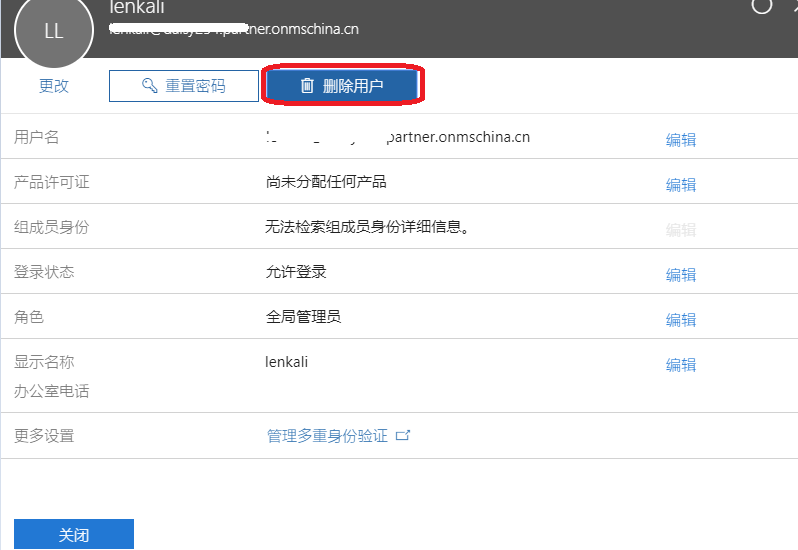 lenkali
LL
partner.onmschina.cn
更改
重置密码
删除用户
用户名
partner.onmschina.cn
编辑
产品许可证
尚未分配任何产品
编辑
组成员身份
无法检索组成员身份详细信息。
编辑
登录状态
允许登录
编辑
角色
全局管理员
编辑
显示名称
lenkali
编辑
办公室电话
更多设置
管理多重身份验证
关闭